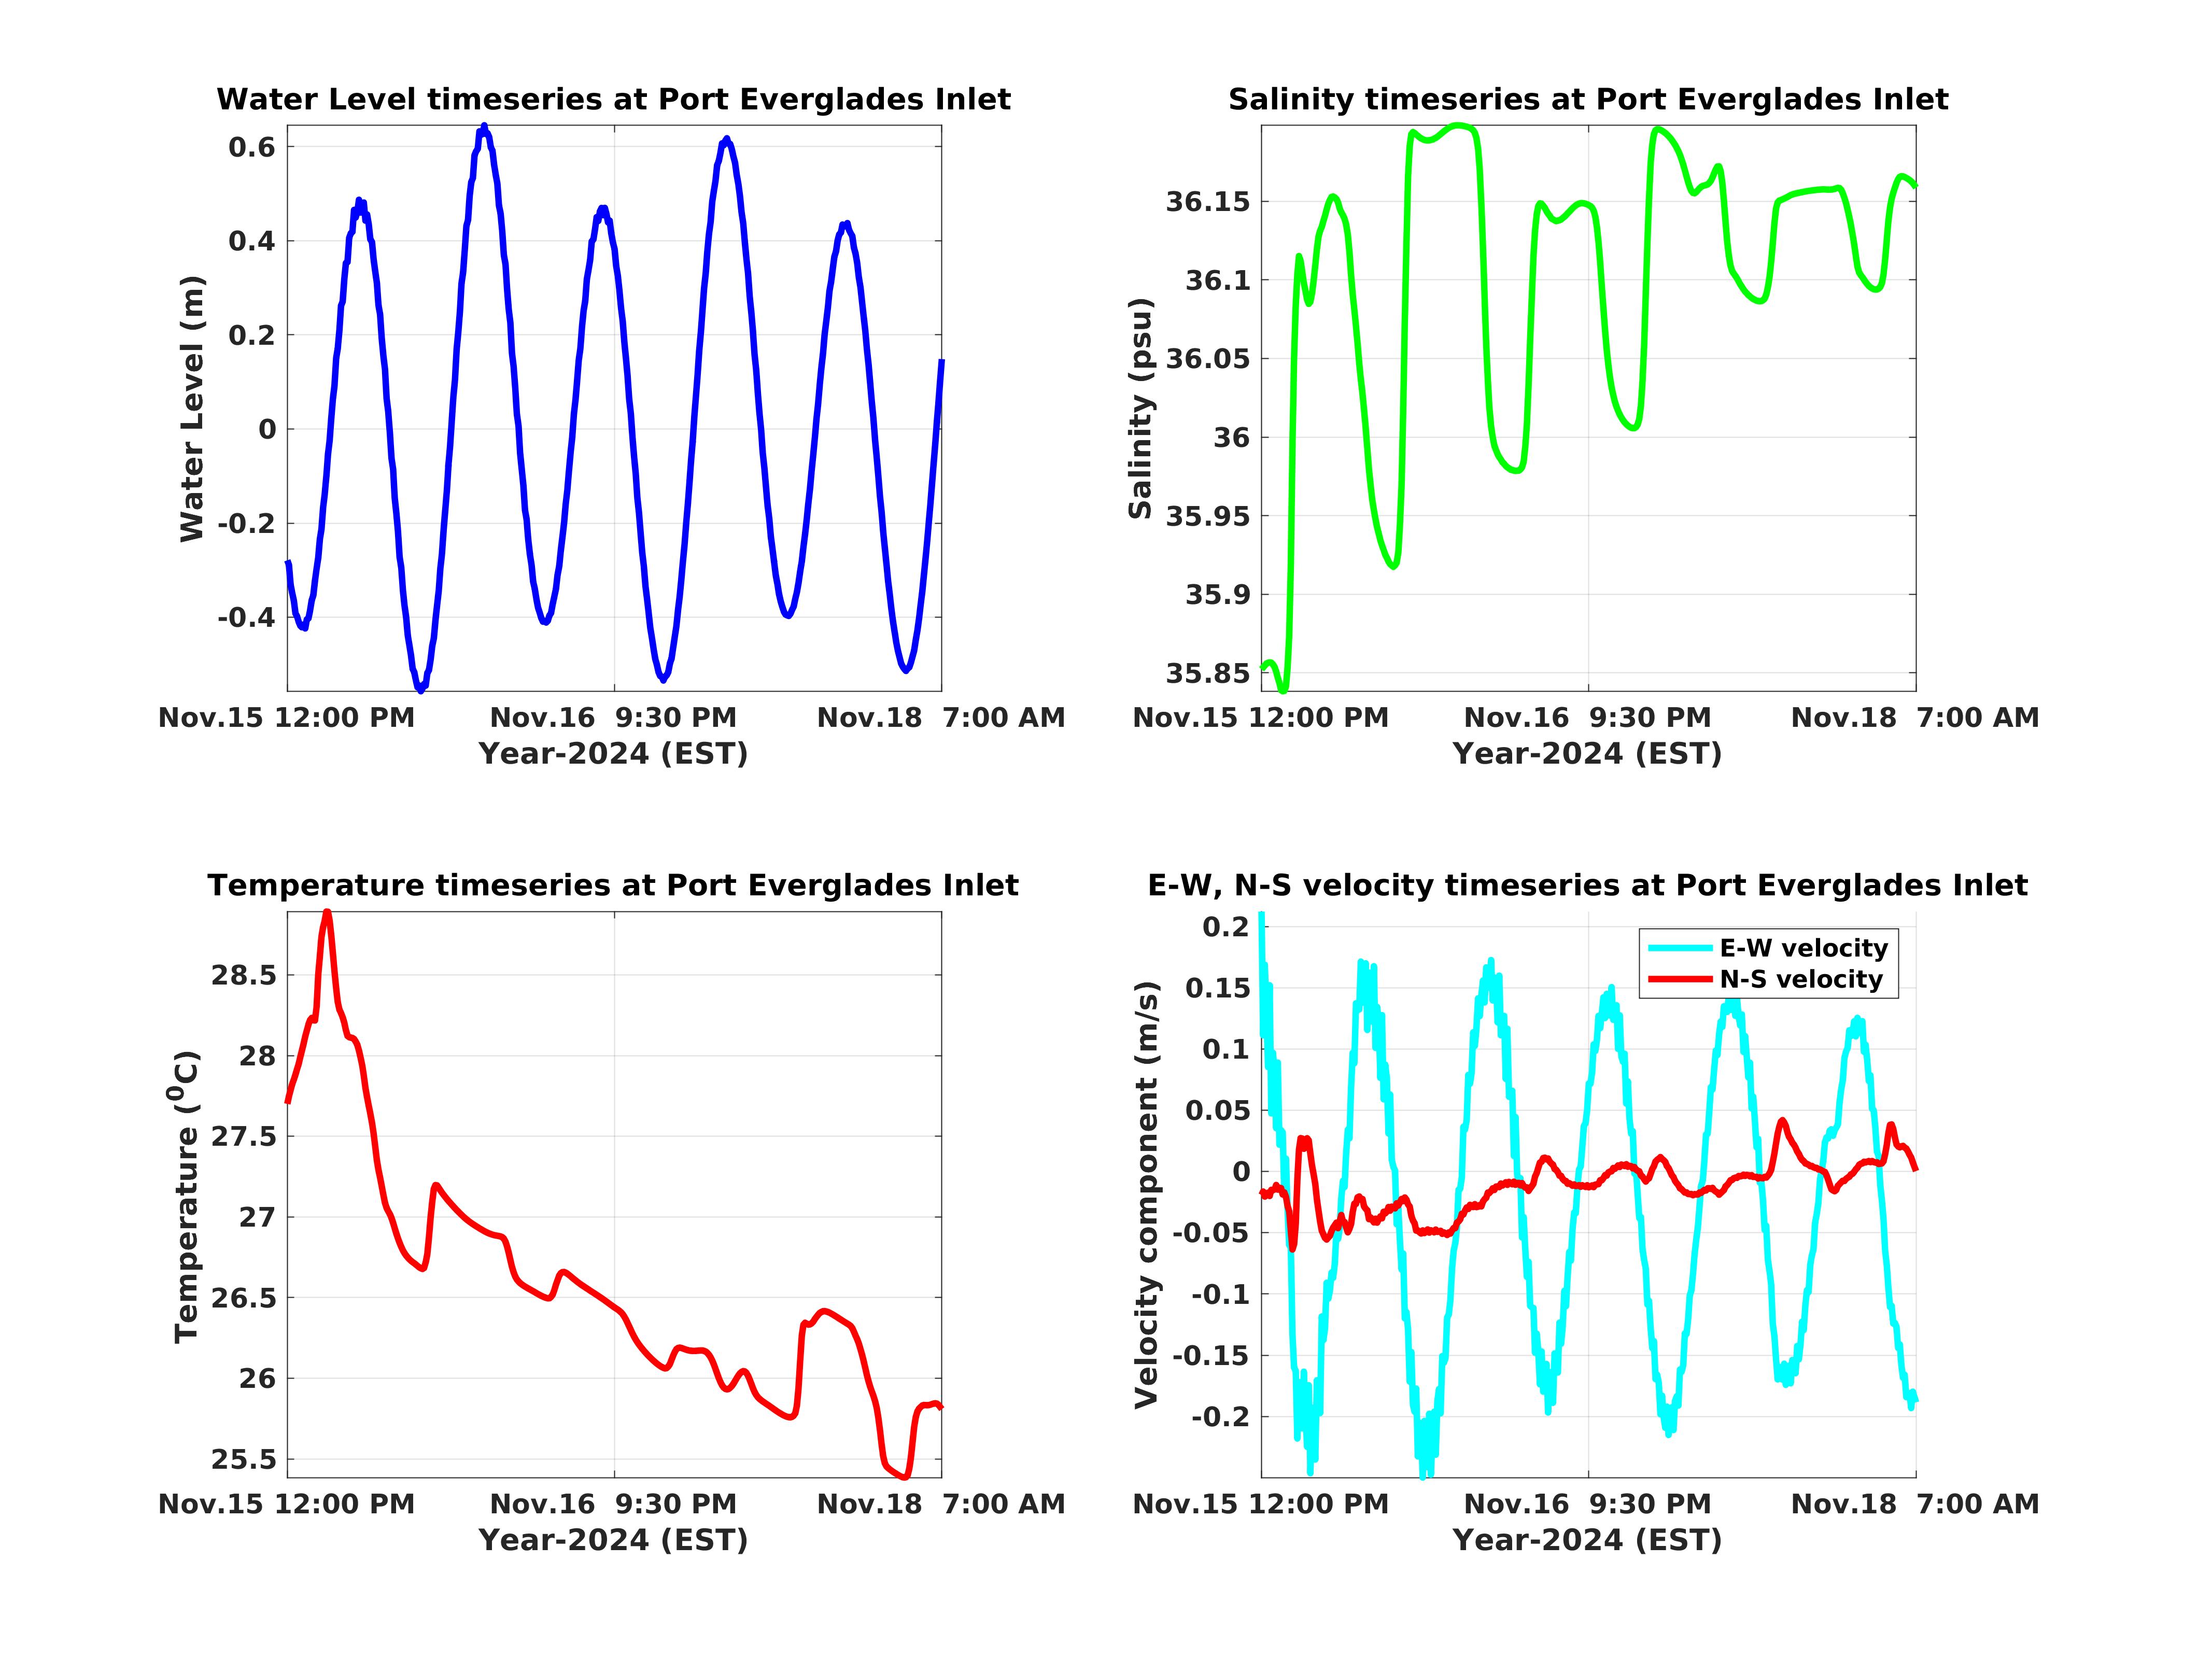 Water Level timeseries at Port Everglades Inlet
Water Level (m)
0.6
0.4
0.2
0
-0.2
-0.4
Nov.15 12:00 PM
Nov.16 9:30 PM
Nov.18 7:00 AM
Year-2024 (EST)
Salinity timeseries at Port Everglades Inlet
Salinity (psu)
36.15
36.1
36.05
36
35.95
35.9
35.85
Nov.15 12:00 PM
Nov.16 9:30 PM
Nov.18 7:00 AM
Year-2024 (EST)
Temperature timeseries at Port Everglades Inlet
Temperature (⁰C)
28.5
28
27.5
27
26.5
26
25.5
Nov.15 12:00 PM
Nov.16 9:30 PM
Nov.18 7:00 AM
Year-2024 (EST)
E-W, N-S velocity timeseries at Port Everglades Inlet
Velocity component (m/s)
0.2
0.15
0.1
0.05
0
-0.05
-0.1
-0.15
-0.2
E-W velocity
N-S velocity
Nov.15 12:00 PM
Nov.16 9:30 PM
Nov.18 7:00 AM
Year-2024 (EST)